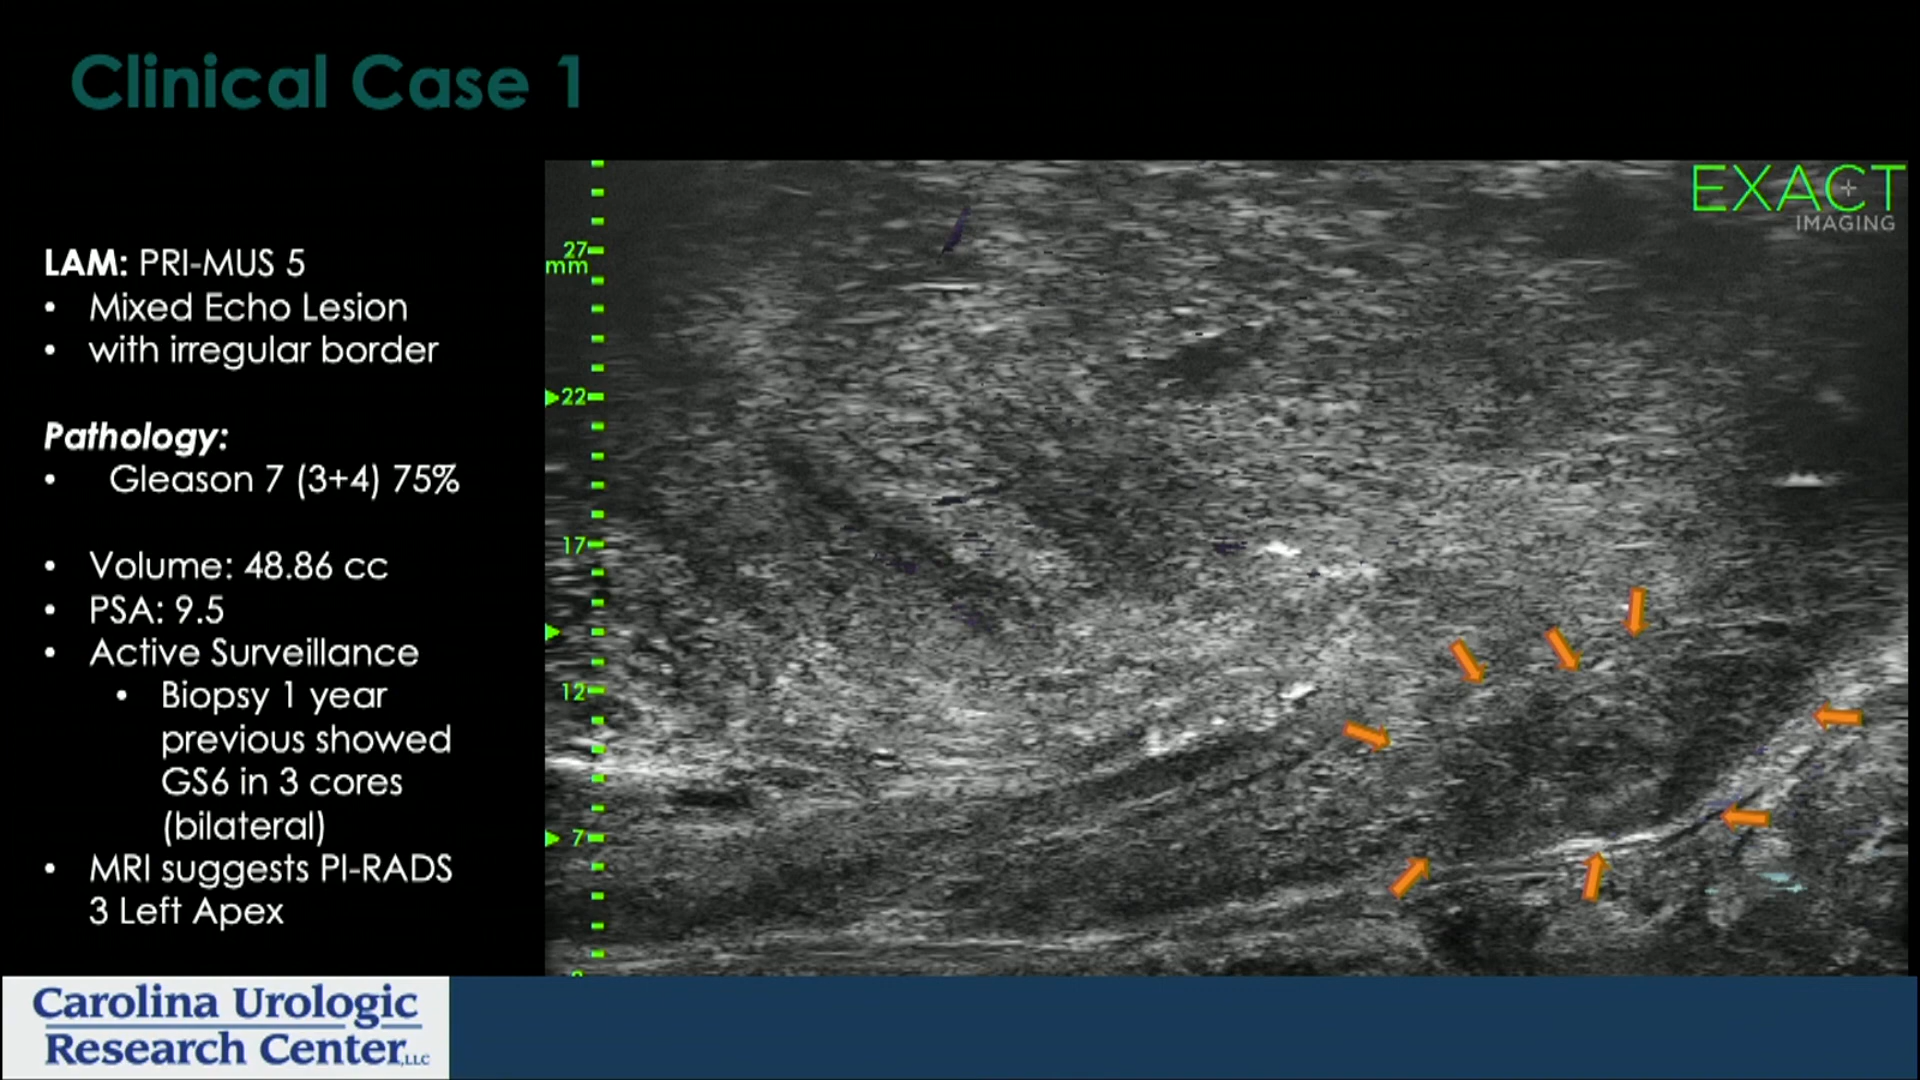 Clinical Case 1
LAM: PRI-MUS 5
• Mixed Echo Lesion
• with irregular border
Pathology:
• Gleason 7 (3+4) 75%
• Volume: 48.86 cc
• PSA: 9.5
• Active Surveillance
• Biopsy 1 year
previous showed
GS6 in 3 cores
(bilateral)
• MRI suggests PI-RADS
3 Left Apex
EXACT
IMAGING
27
mm
22
17
12
7
Carolina Urologic
Research Center,LLC